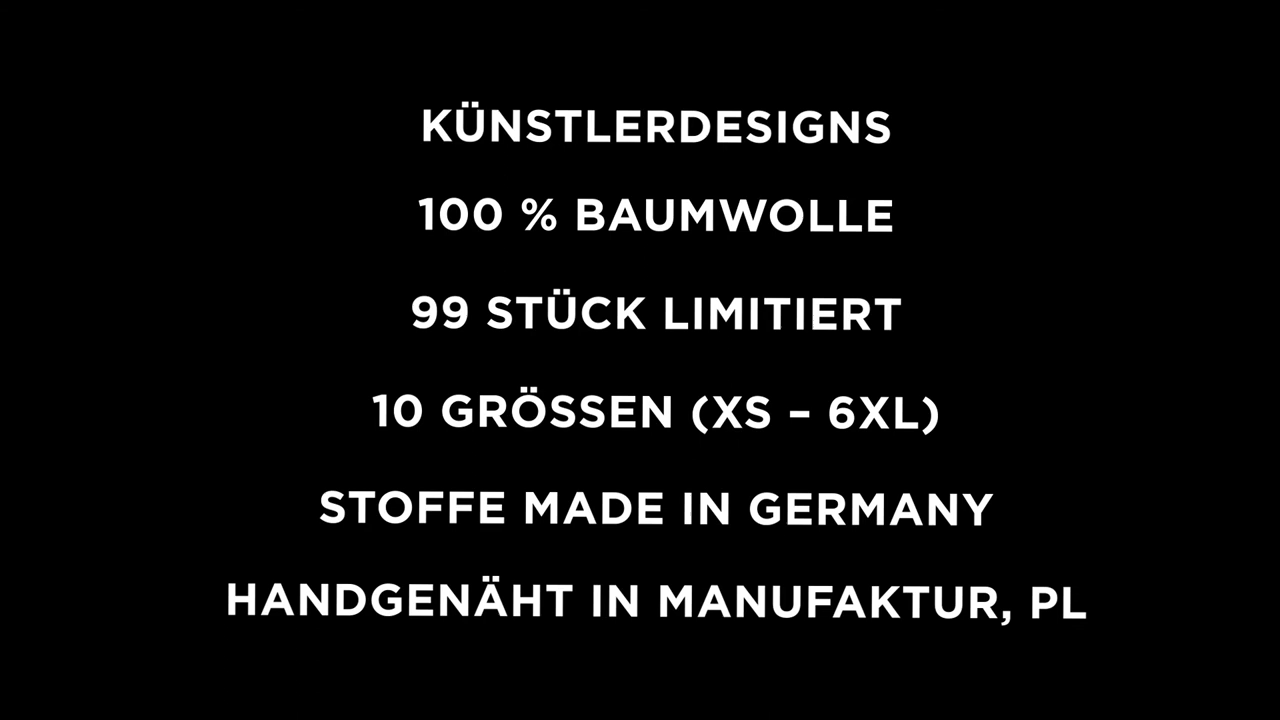 KÜNSTLERDESIGNS
100 % BAUMWOLLE
99 STÜCK LIMITIERT
10 GRÖSSEN (XS – 6XL)
STOFFE MADE IN GERMANY
HANDGENÄHT IN MANUFAKTUR, PL